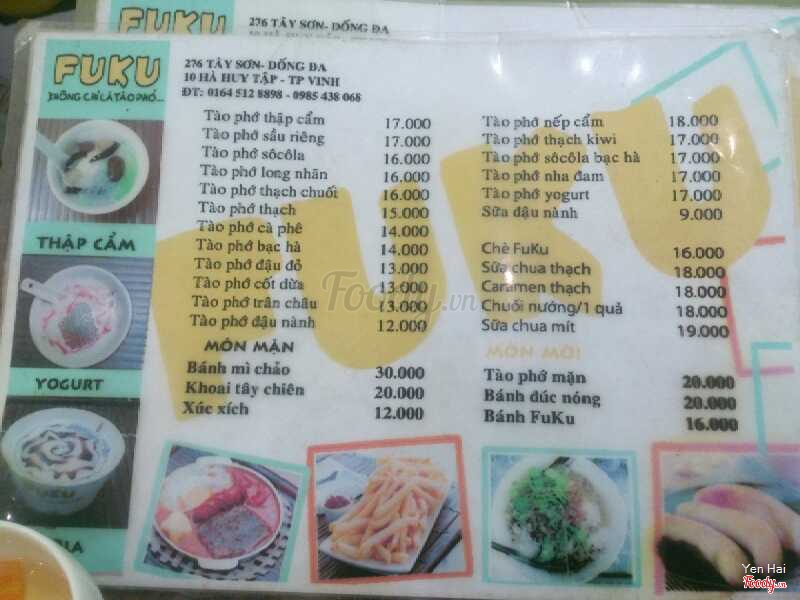 276 TÂY SƠN- ĐỐNG ĐA
FUKU
KHÔNG CHỈ LÀ TÀO PHỚ...
276 TÂY SƠN- ĐỐNG ĐA
10 HÀ HUY TẬP - TP VINH
ĐT: 0164 512 8898 - 0985 438 068
Tào phớ thập cẩm 17.000
Tào phớ sầu riêng 17.000
Tào phớ sôcôla 16.000
Tào phớ long nhãn 16.000
Tào phớ thạch chuối 16.000
Tào phớ thạch 15.000
Tào phớ cà phê 14.000
Tào phớ bạc hà 14.000
Tào phớ đậu đỏ 13.000
Tào phớ cốt dừa 13.000
Tào phớ trân châu 13.000
Tào phớ đậu nành 12.000
MÓN MẶN
Bánh mì chảo 30.000
Khoai tây chiên 20.000
Xúc xích 12.000
Tào phớ nếp cẩm 18.000
Tào phớ thạch kiwi 17.000
Tào phớ sôcôla bạc hà 17.000
Tào phớ nha đam 17.000
Tào phớ yogurt 17.000
Sữa đậu nành 9.000
Chè FuKu 16.000
Sữa chua thạch 18.000
Caramen thạch 18.000
Chuối nướng/1 quả 18.000
Sữa chua mít 19.000
MÓN MỚI
Tào phớ mặn 20.000
Bánh đúc nóng 20.000
Bánh FuKu 16.000
THẬP CẨM
YOGURT
FUKU
Foody.vn
Yen Hai
Foody.vn